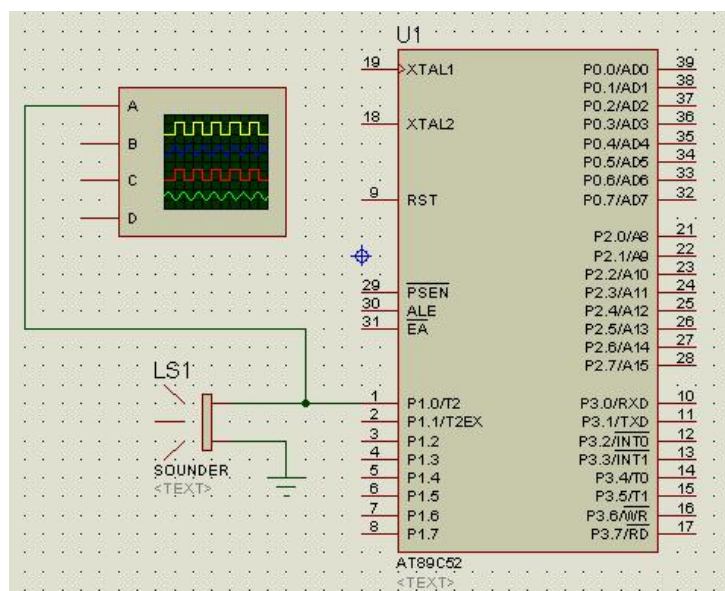 U1
19 XTAL1 P0.0/AD0 39
P0.1/AD1 38
P0.2/AD2 37
18 XTAL2 P0.3/AD3 36
P0.4/AD4 35
P0.5/AD5 34
P0.6/AD6 33
9 RST P0.7/AD7 32
A
B
C
D
P2.0/A8 21
P2.1/A9 22
P2.2/A10 23
29 PSEN P2.3/A11 24
30 ALE P2.4/A12 25
31 EA P2.5/A13 26
P2.6/A14 27
P2.7/A15 28
LS1
SOUNDER
<TEXT>
1 P1.0/T2 P3.0/RXD 10
2 P1.1/T2EX P3.1/TXD 11
3 P1.2 P3.2/INT0 12
4 P1.3 P3.3/INT1 13
5 P1.4 P3.4/T0 14
6 P1.5 P3.5/T1 15
7 P1.6 P3.6/WR 16
8 P1.7 P3.7/RD 17
AT89C52
<TEXT>